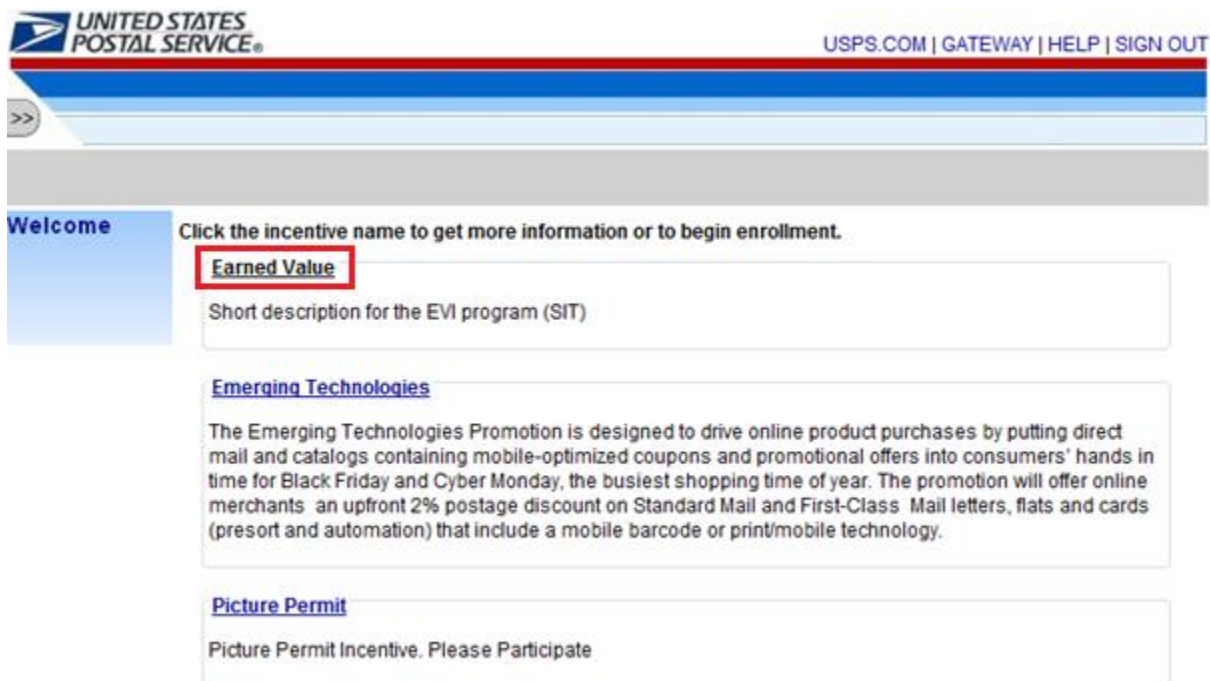 UNITED STATES
POSTAL SERVICE®
USPS.COM | GATEWAY | HELP | SIGN OUT
>>
Welcome
Click the incentive name to get more information or to begin enrollment.
Earned Value
Short description for the EVI program (SIT)
Emerging Technologies
The Emerging Technologies Promotion is designed to drive online product purchases by putting direct
mail and catalogs containing mobile-optimized coupons and promotional offers into consumers' hands in
time for Black Friday and Cyber Monday, the busiest shopping time of year. The promotion will offer online
merchants an upfront 2% postage discount on Standard Mail and First-Class Mail letters, flats and cards
(presort and automation) that include a mobile barcode or print/mobile technology.
Picture Permit
Picture Permit Incentive. Please Participate